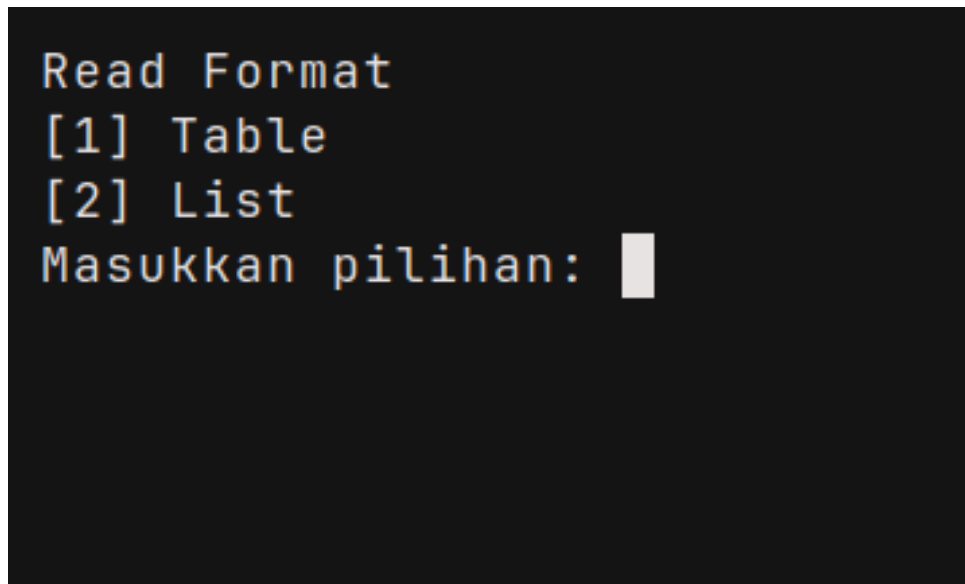 Read Format
[1] Table
[2] List
Masukkan pilihan: